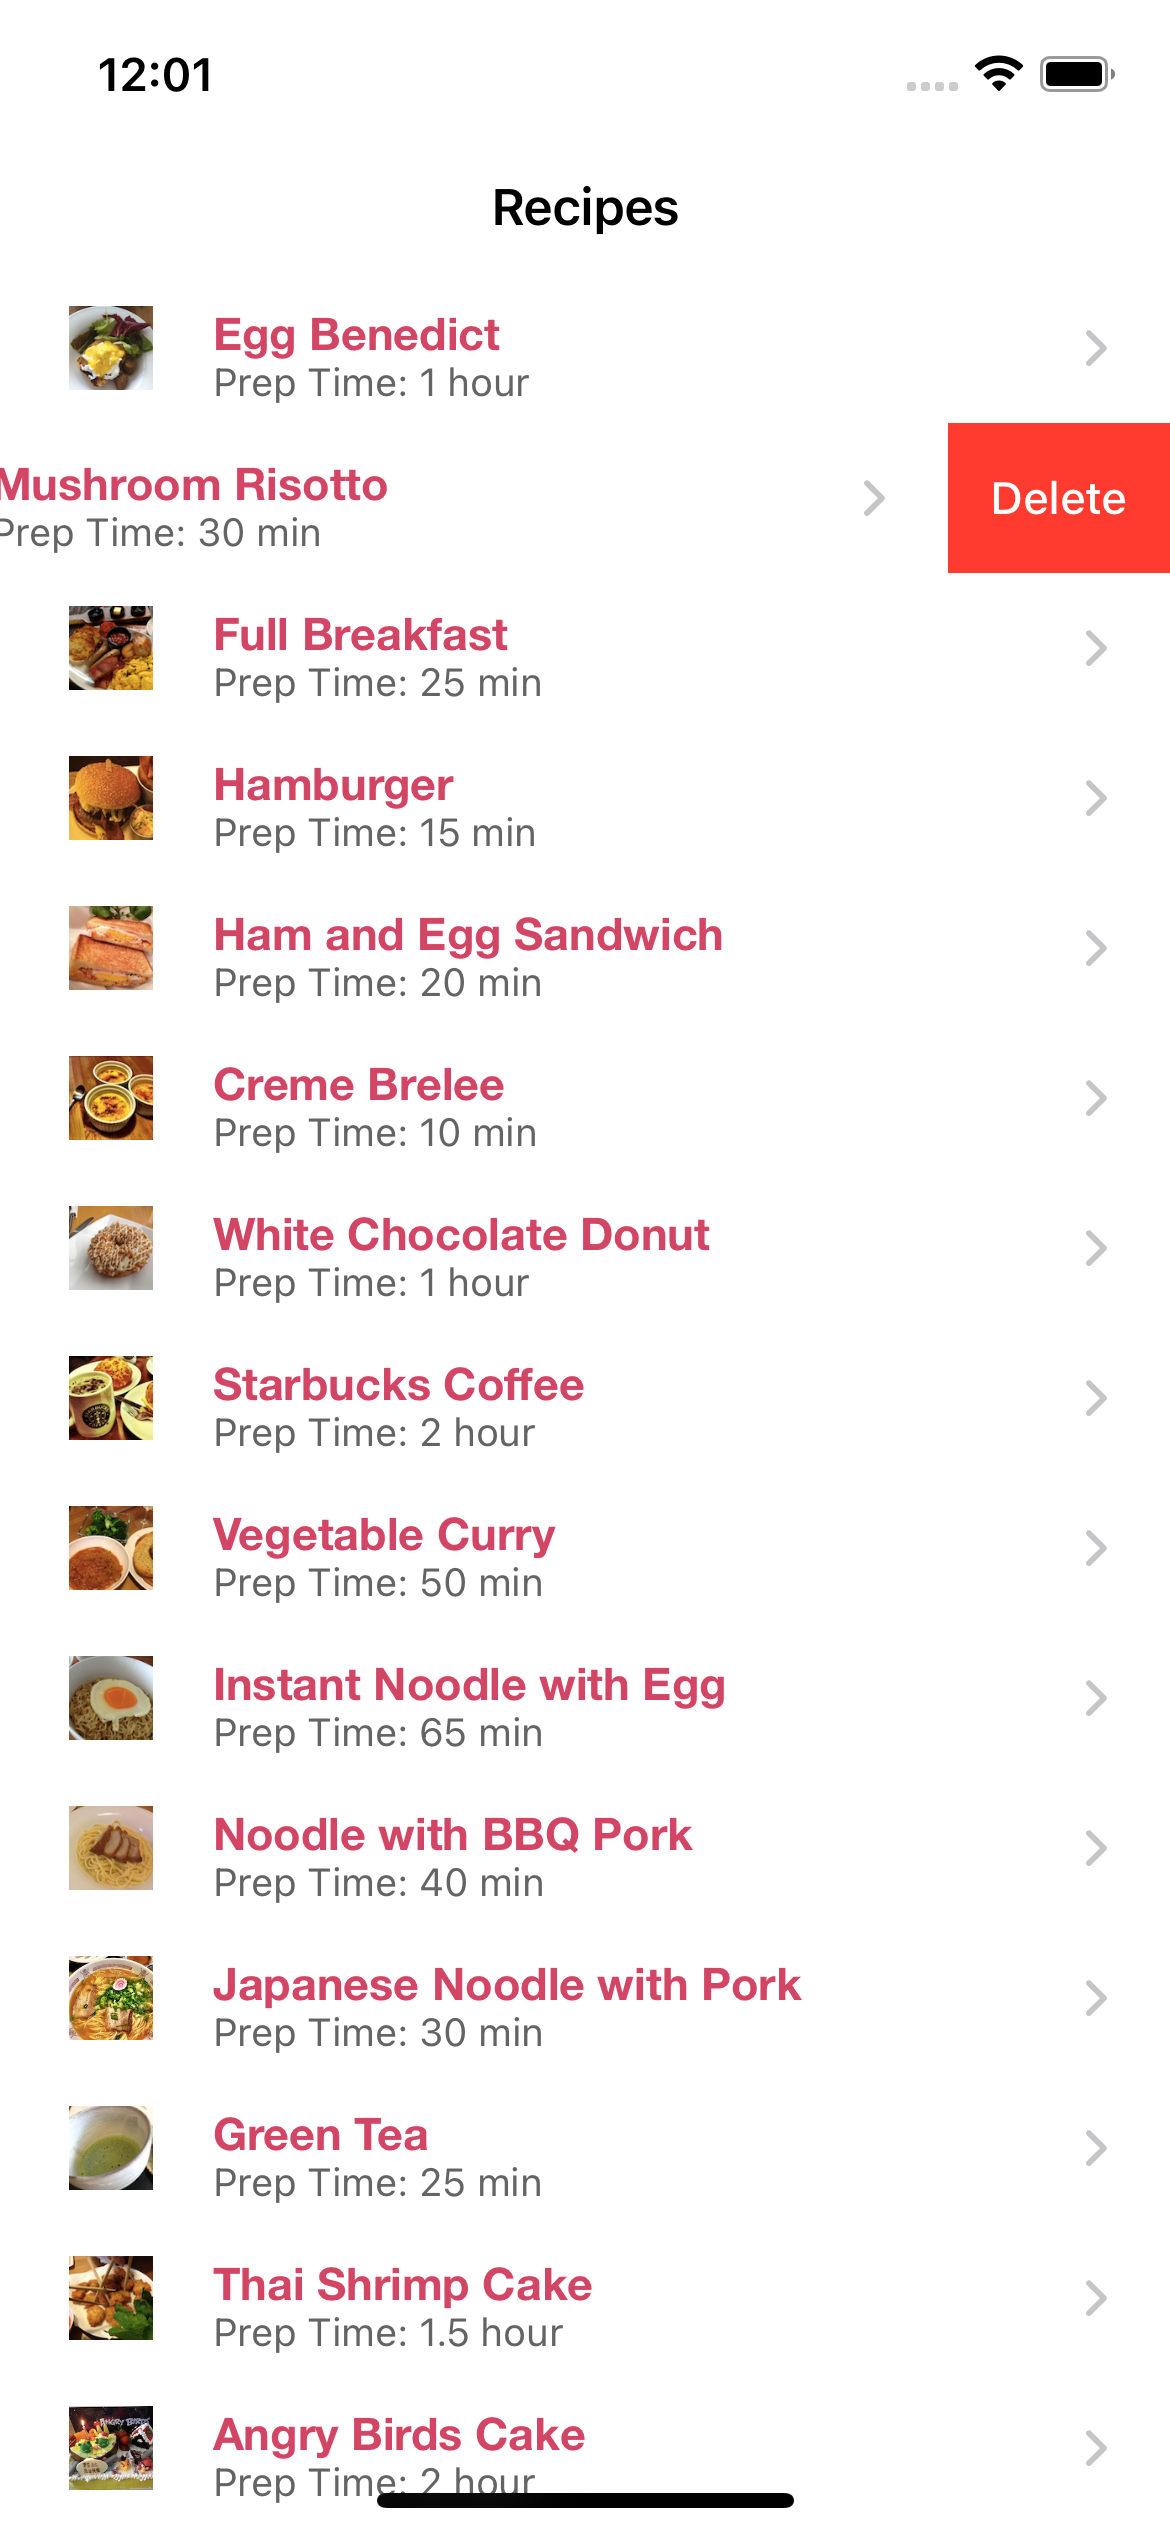 12:01
Recipes
Egg Benedict
Prep Time: 1 hour
Mushroom Risotto
Prep Time: 30 min
Delete
Full Breakfast
Prep Time: 25 min
Hamburger
Prep Time: 15 min
Ham and Egg Sandwich
Prep Time: 20 min
Creme Brelee
Prep Time: 10 min
White Chocolate Donut
Prep Time: 1 hour
Starbucks Coffee
Prep Time: 2 hour
Vegetable Curry
Prep Time: 50 min
Instant Noodle with Egg
Prep Time: 65 min
Noodle with BBQ Pork
Prep Time: 40 min
Japanese Noodle with Pork
Prep Time: 30 min
Green Tea
Prep Time: 25 min
Thai Shrimp Cake
Prep Time: 1.5 hour
Angry Birds Cake
Prep Time: 2 hour